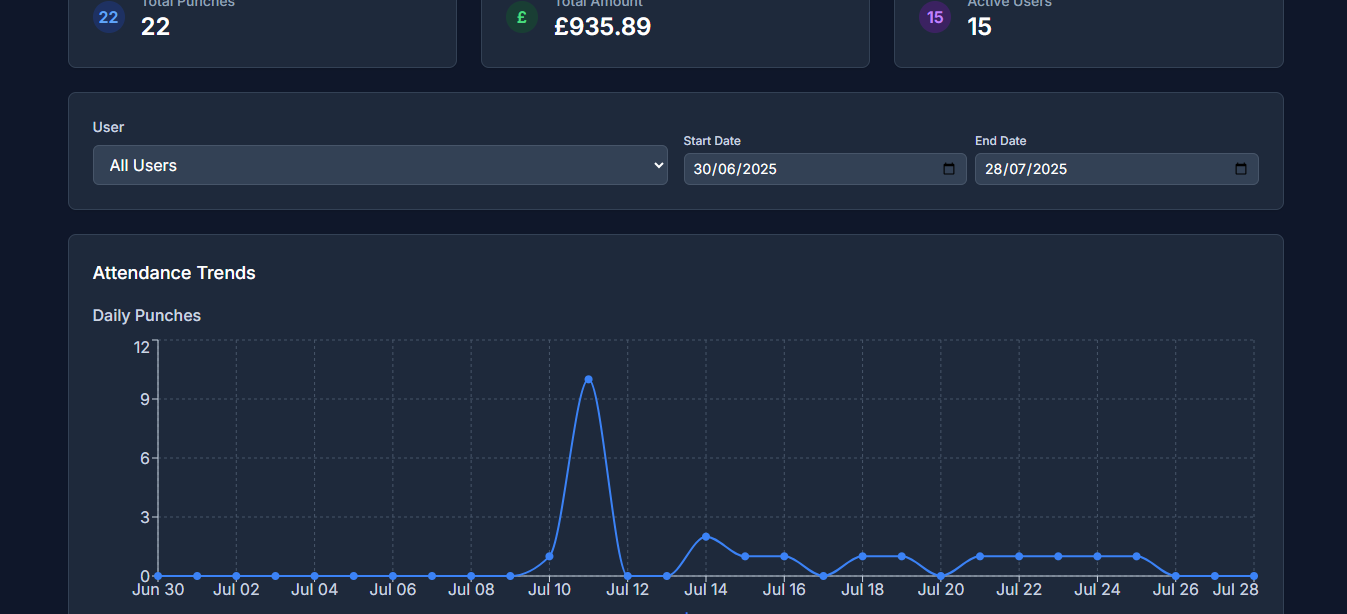 Total Punches
22
22
Total Amount
£
£935.89
Active Users
15
15
User
All Users
Start Date
30/06/2025
End Date
28/07/2025
Attendance Trends
Daily Punches
12
9
6
3
0
Jun 30 Jul 02 Jul 04 Jul 06 Jul 08 Jul 10 Jul 12 Jul 14 Jul 16 Jul 18 Jul 20 Jul 22 Jul 24 Jul 26 Jul 28